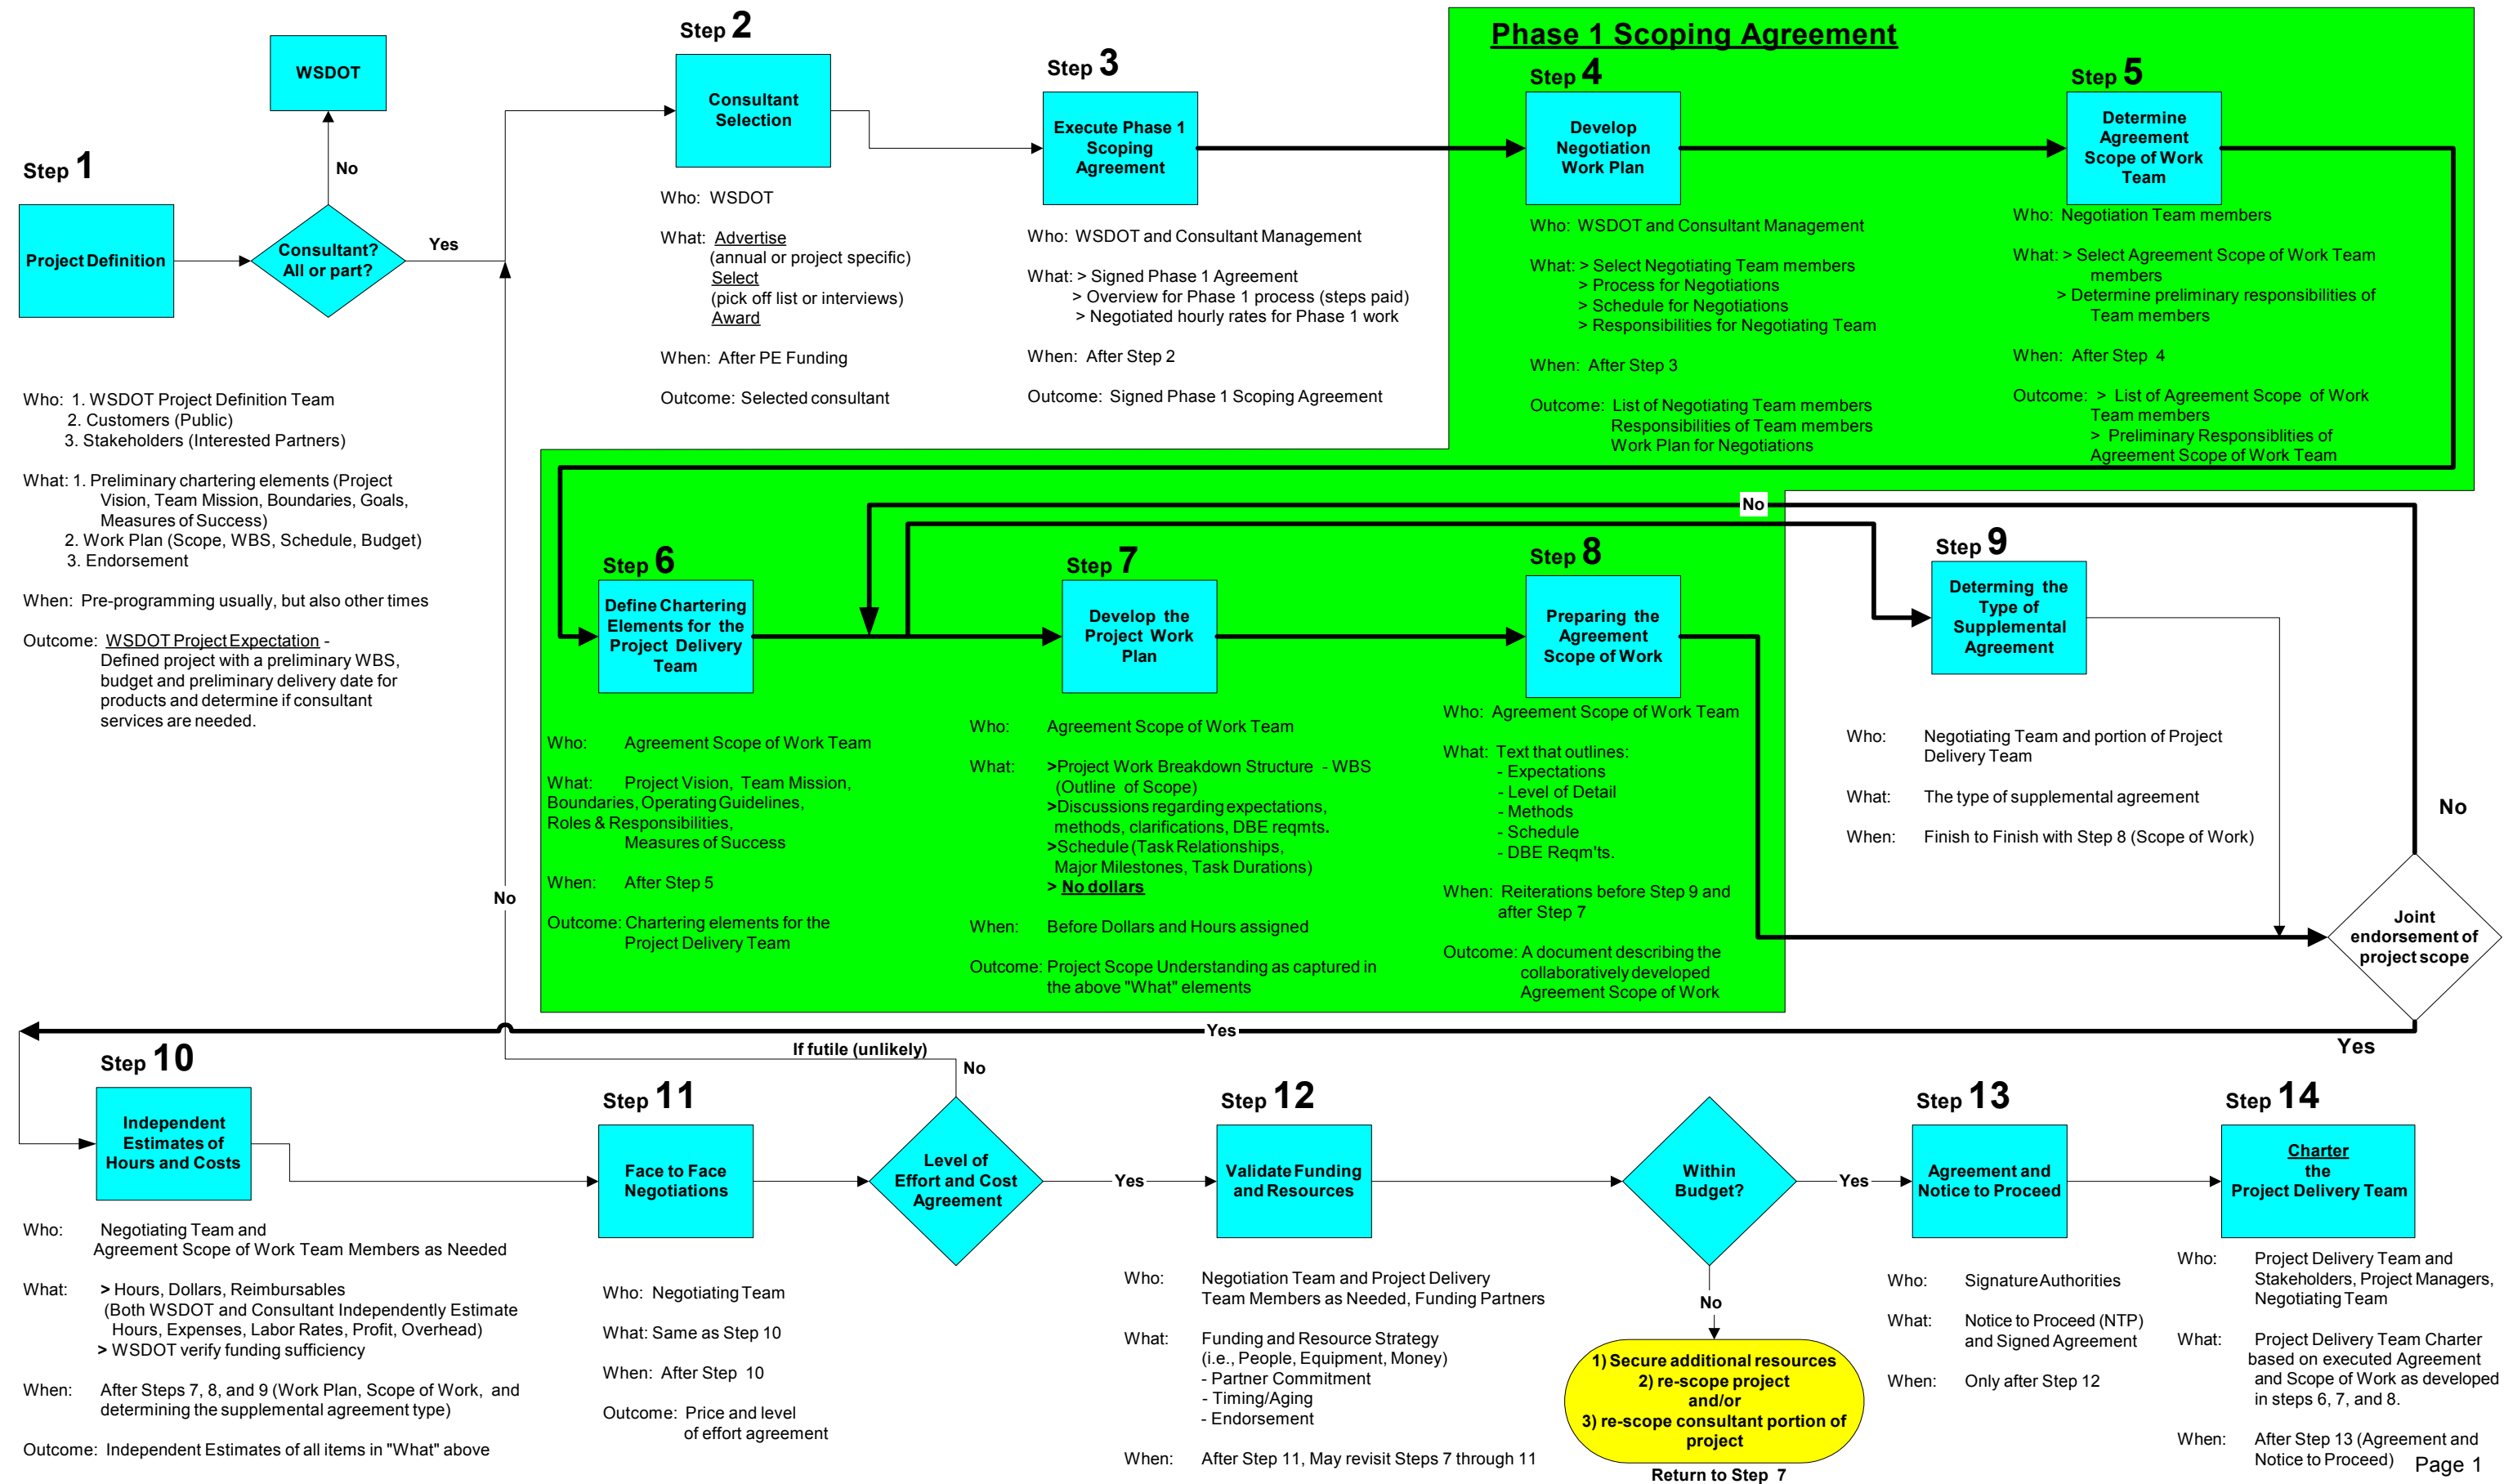 Phase 1 Scoping Agreement
WSDOT
No
Step 1
Project Definition
Consultant?
All or part?
Yes
Who: 1. WSDOT Project Definition Team
2. Customers (Public)
3. Stakeholders (Interested Partners)
What: 1. Preliminary chartering elements (Project
Vision, Team Mission, Boundaries, Goals,
Measures of Success)
2. Work Plan (Scope, WBS, Schedule, Budget)
3. Endorsement
When: Pre-programming usually, but also other times
Outcome: WSDOT Project Expectation -
Defined project with a preliminary WBS,
budget and preliminary delivery date for
products and determine if consultant
services are needed.
Step 2
Consultant
Selection
Who: WSDOT
What: Advertise
(annual or project specific)
Select
(pick off list or interviews)
Award
When: After PE Funding
Outcome: Selected consultant
Step 3
Execute Phase 1
Scoping
Agreement
Who: WSDOT and Consultant Management
What: > Signed Phase 1 Agreement
> Overview for Phase 1 process (steps paid)
> Negotiated hourly rates for Phase 1 work
When: After Step 2
Outcome: Signed Phase 1 Scoping Agreement
Step 4
Develop
Negotiation
Work Plan
Who: WSDOT and Consultant Management
What: > Select Negotiating Team members
> Process for Negotiations
> Schedule for Negotiations
> Responsibilities for Negotiating Team
When: After Step 3
Outcome: List of Negotiating Team members
Responsibilities of Team members
Work Plan for Negotiations
Step 5
Determine
Agreement
Scope of Work
Team
Who: Negotiation Team members
What: > Select Agreement Scope of Work Team
members
> Determine preliminary responsibilities of
Team members
When: After Step 4
Outcome: > List of Agreement Scope of Work
Team members
> Preliminary Responsiblities of
Agreement Scope of Work Team
No
Step 6
Define Chartering
Elements for the
Project Delivery
Team
Who: Agreement Scope of Work Team
What: Project Vision, Team Mission,
Boundaries, Operating Guidelines,
Roles & Responsibilities,
Measures of Success
When: After Step 5
Outcome: Chartering elements for the
Project Delivery Team
Step 7
Develop the
Project Work
Plan
Who: Agreement Scope of Work Team
What: >Project Work Breakdown Structure - WBS
(Outline of Scope)
>Discussions regarding expectations,
methods, clarifications, DBE reqmts.
>Schedule (Task Relationships,
Major Milestones, Task Durations)
> No dollars
When: Before Dollars and Hours assigned
Outcome: Project Scope Understanding as captured in
the above "What" elements
Step 8
Preparing the
Agreement
Scope of Work
Who: Agreement Scope of Work Team
What: Text that outlines:
- Expectations
- Level of Detail
- Methods
- Schedule
- DBE Reqm'ts.
When: Reiterations before Step 9 and
after Step 7
Outcome: A document describing the
collaboratively developed
Agreement Scope of Work
Step 9
Determing the
Type of
Supplemental
Agreement
Who: Negotiating Team and portion of Project
Delivery Team
What: The type of supplemental agreement
When: Finish to Finish with Step 8 (Scope of Work)
No
Joint
endorsement of
project scope
Yes
Yes
No
If futile (unlikely)
No
Step 10
Independent
Estimates of
Hours and Costs
Who: Negotiating Team and
Agreement Scope of Work Team Members as Needed
What: > Hours, Dollars, Reimbursables
(Both WSDOT and Consultant Independently Estimate
Hours, Expenses, Labor Rates, Profit, Overhead)
> WSDOT verify funding sufficiency
When: After Steps 7, 8, and 9 (Work Plan, Scope of Work, and
determining the supplemental agreement type)
Outcome: Independent Estimates of all items in "What" above
Step 11
Face to Face
Negotiations
Who: Negotiating Team
What: Same as Step 10
When: After Step 10
Outcome: Price and level
of effort agreement
Level of
Effort and Cost
Agreement
Yes
Step 12
Validate Funding
and Resources
Who: Negotiation Team and Project Delivery
Team Members as Needed, Funding Partners
What: Funding and Resource Strategy
(i.e., People, Equipment, Money)
- Partner Commitment
- Timing/Aging
- Endorsement
When: After Step 11, May revisit Steps 7 through 11
Within
Budget?
Yes
No
1) Secure additional resources
2) re-scope project
and/or
3) re-scope consultant portion of
project
Return to Step 7
Step 13
Agreement and
Notice to Proceed
Who: Signature Authorities
What: Notice to Proceed (NTP)
and Signed Agreement
When: Only after Step 12
Step 14
Charter
the
Project Delivery Team
Who: Project Delivery Team and
Stakeholders, Project Managers,
Negotiating Team
What: Project Delivery Team Charter
based on executed Agreement
and Scope of Work as developed
in steps 6, 7, and 8.
When: After Step 13 (Agreement and
Notice to Proceed)
Page 1